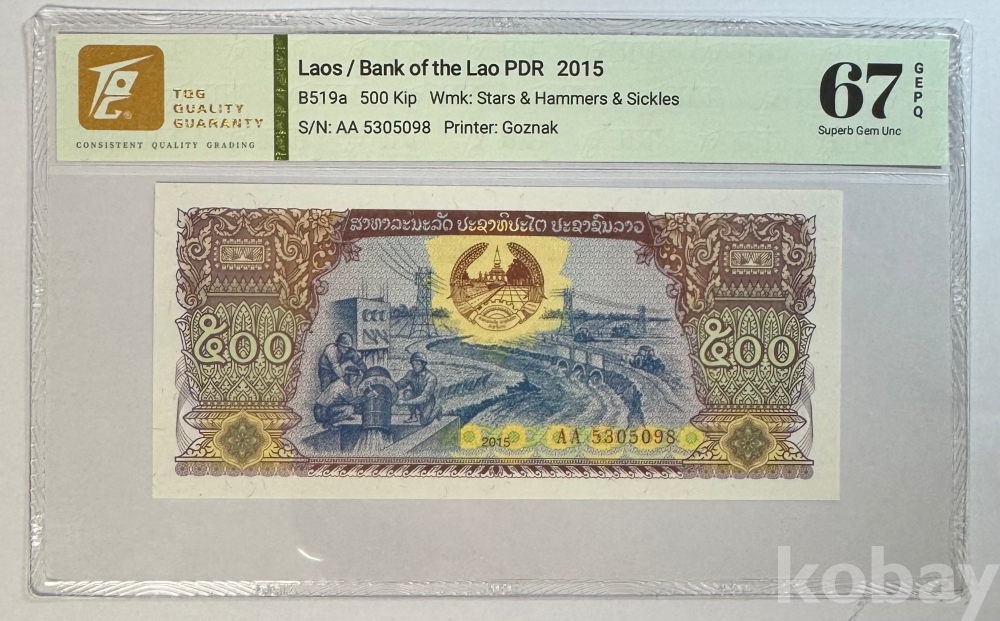 TQG
QUALITY
GUARANTY
CONSISTENT QUALITY GRADING
Laos / Bank of the Lao PDR 2015
B519a 500 Kip Wmk: Stars & Hammers & Sickles
S/N: AA 5305098 Printer: Goznak
67
GEPQ
Superb Gem Unc
ສາທາລະນະລັດ ປະຊາທິປະໄຕ ປະຊາຊົນລາວ
໕໐໐
໕໐໐
2015
AA 5305098
kobay